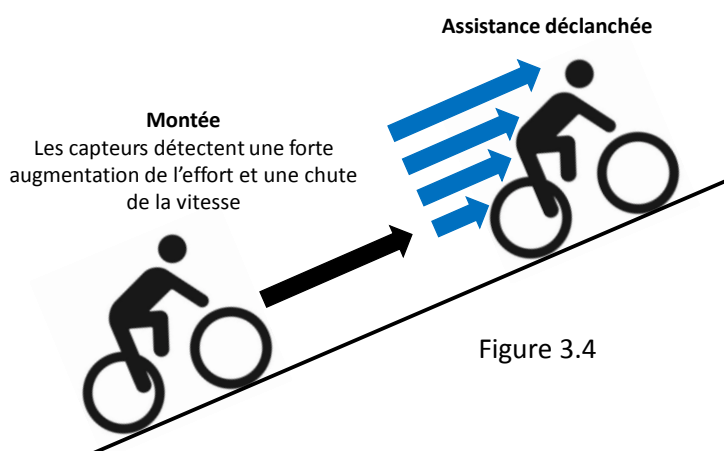 Assistance déclanchée
Montée
Les capteurs détectent une forte
augmentation de l'effort et une chute
de la vitesse
Figure 3.4